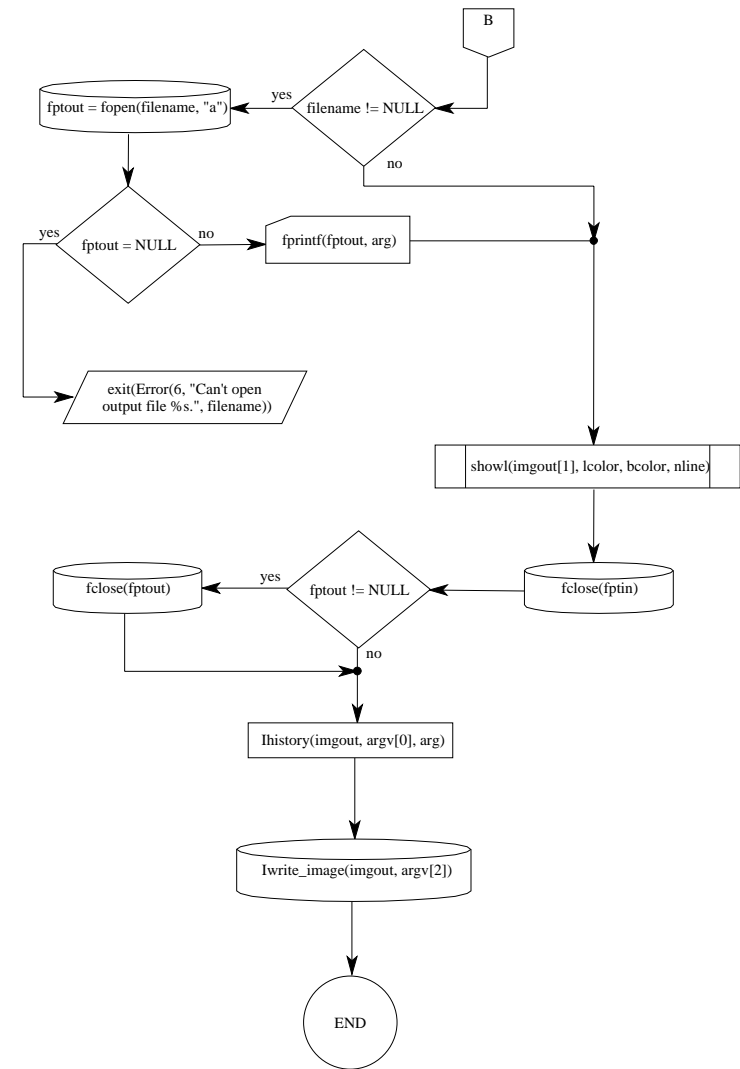 B
filename != NULL
yes
fptout = fopen(filename, "a")
no
fptout = NULL
yes
no
fprintf(fptout, arg)
exit(Error(6, "Can't open
output file %s.", filename))
showl(imgout[1], lcolor, bcolor, nline)
fclose(fptin)
fptout != NULL
yes
fclose(fptout)
no
Ihistory(imgout, argv[0], arg)
Iwrite_image(imgout, argv[2])
END